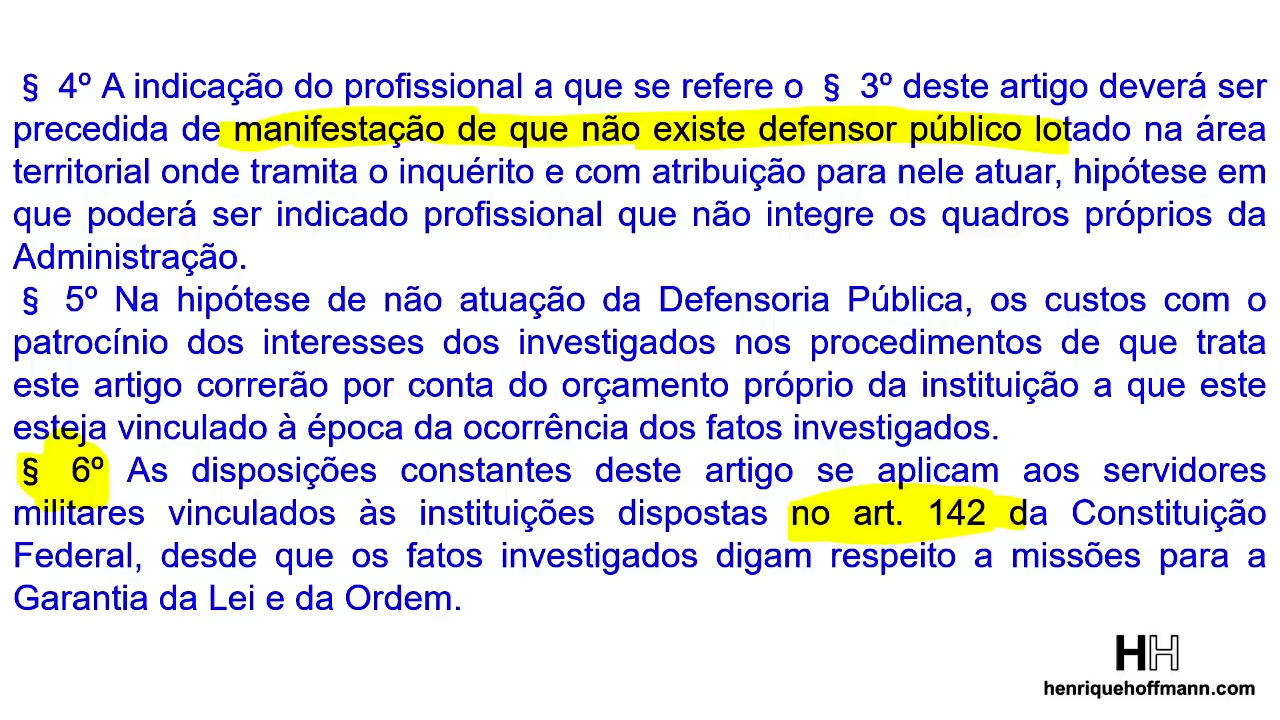 § 4º A indicação do profissional a que se refere o § 3º deste artigo deverá ser
precedida de manifestação de que não existe defensor público lotado na área
territorial onde tramita o inquérito e com atribuição para nele atuar, hipótese em
que poderá ser indicado profissional que não integre os quadros próprios da
Administração.
§ 5º Na hipótese de não atuação da Defensoria Pública, os custos com o
patrocínio dos interesses dos investigados nos procedimentos de que trata
este artigo correrão por conta do orçamento próprio da instituição a que este
esteja vinculado à época da ocorrência dos fatos investigados.
§ 6º As disposições constantes deste artigo se aplicam aos servidores
militares vinculados às instituições dispostas no art. 142 da Constituição
Federal, desde que os fatos investigados digam respeito a missões para a
Garantia da Lei e da Ordem.
HH
henriquehoffmann.com